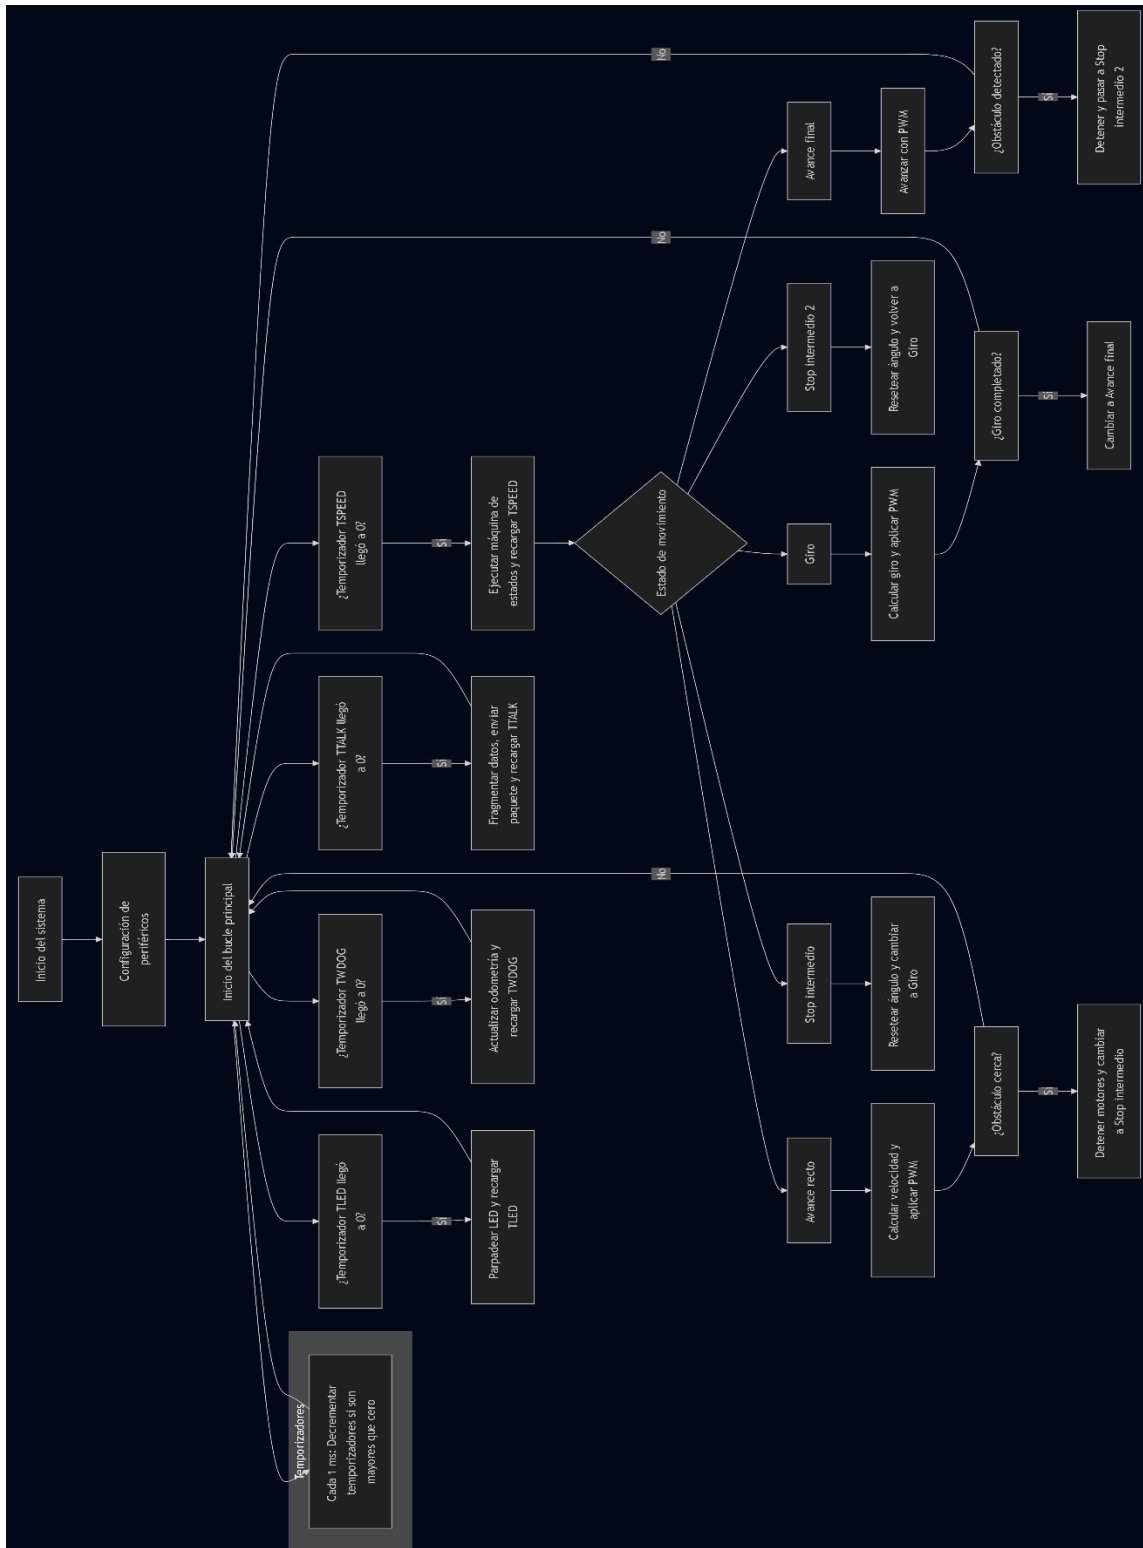 Inicio del sistema
Configuración de
periféricos
Inicio del bucle principal
Temporizadores
Cada 1 ms: Decrementar
temporizadores si son
mayores que cero
¿Temporizador TLED llegó
a 0?
¿Temporizador TWDOG
llegó a 0?
¿Temporizador TTALK llegó
a 0?
¿Temporizador TSPEED
llegó a 0?
Sí
Sí
Sí
Sí
Parpadear LED y recargar
TLED
Actualizar odometría y
recargar TWDOG
Fragmentar datos, enviar
paquete y recargar TTALK
Ejecutar máquina de
estados y recargar TSPEED
No
Estado de movimiento
No
No
Avance recto
Stop intermedio
Giro
Stop intermedio 2
Avance final
Calcular velocidad y
aplicar PWM
Resetear ángulo y cambiar
a Giro
Calcular giro y aplicar PWM
Resetear ángulo y volver a
Giro
Avanzar con PWM
¿Obstáculo cerca?
¿Giro completado?
¿Obstáculo detectado?
Sí
Sí
Sí
Detener motores y cambiar
a Stop intermedio
Cambiar a Avance final
Detener y pasar a Stop
intermedio 2